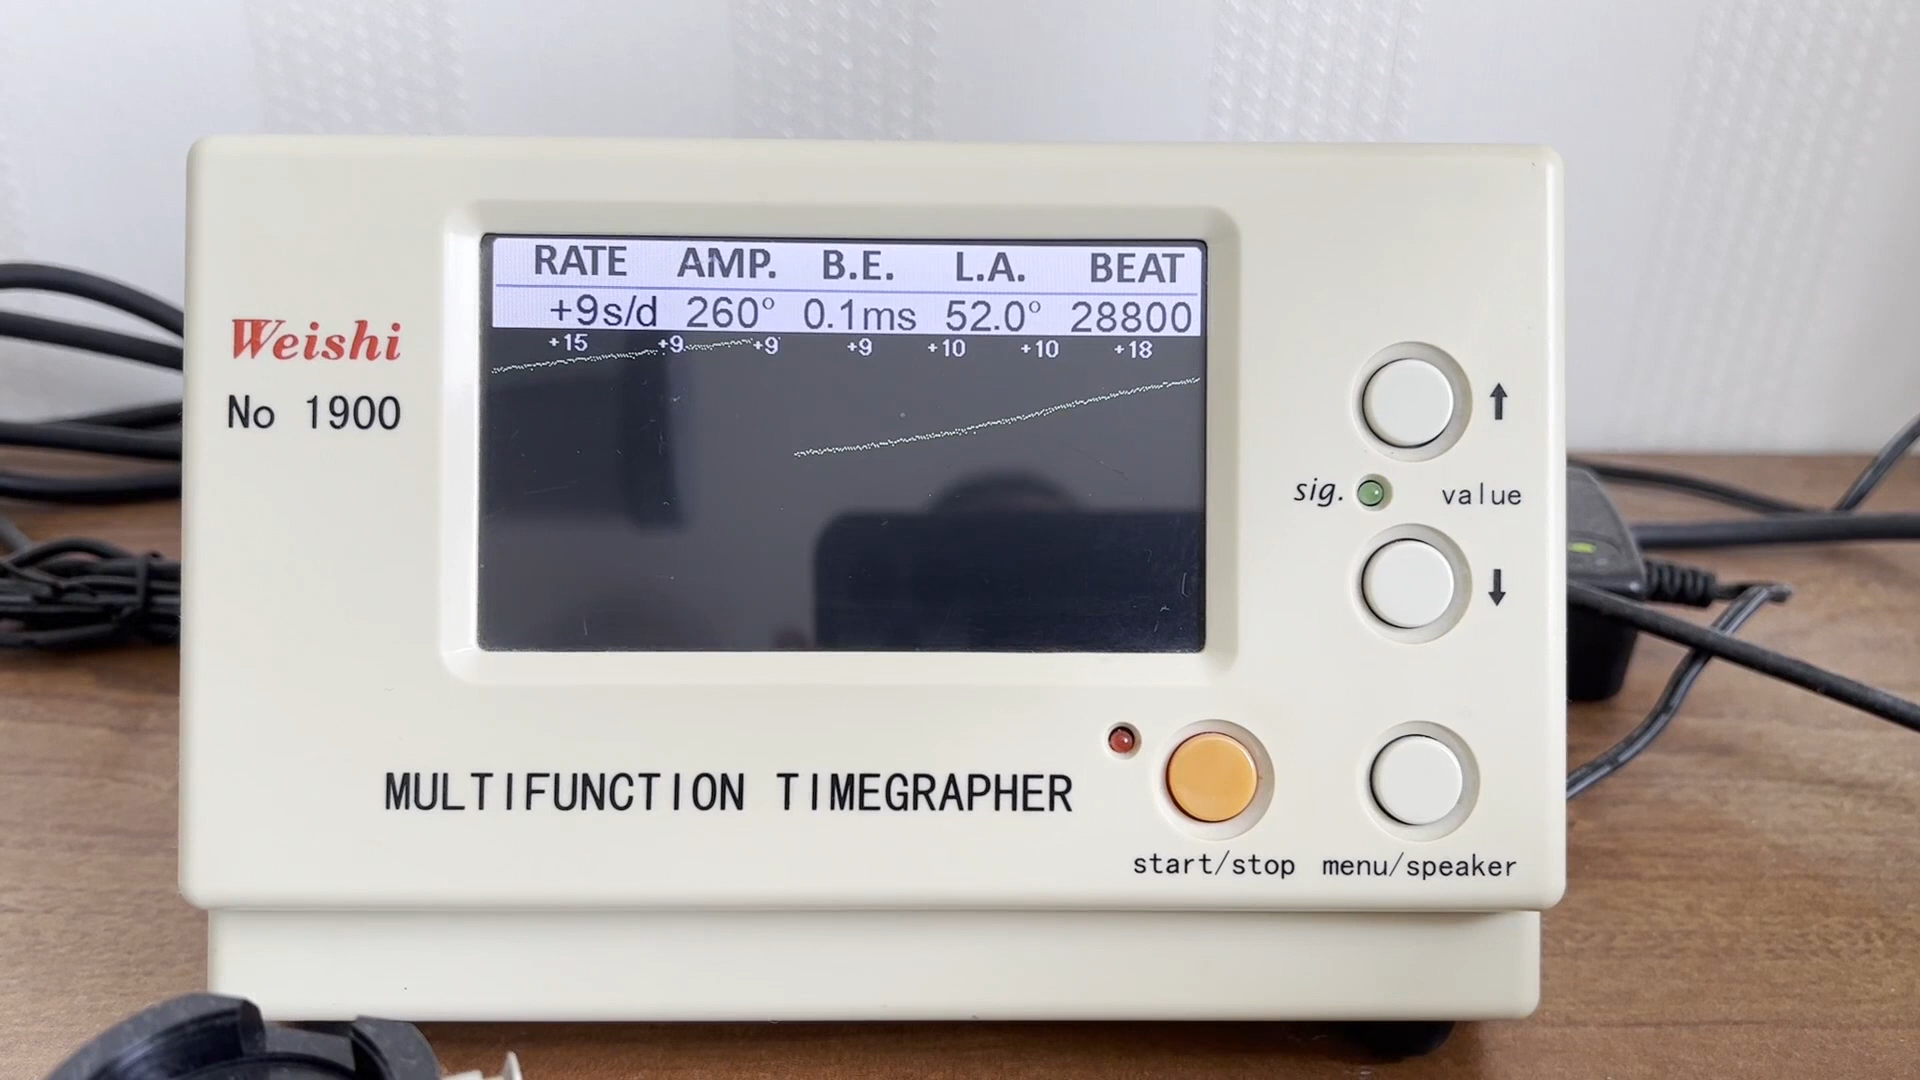 RATE AMP. B.E. L.A. BEAT
+9s/d 260° 0.1ms 52.0° 28800
+15 +9 +9 +9 +10 +10 +18
Weishi
No 1900
sig. value
MULTIFUNCTION TIMEGRAPHER
start/stop menu/speaker